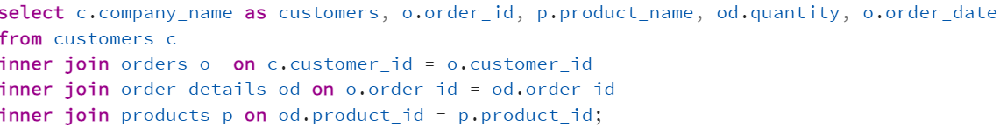 select c.company_name as customers, o.order_id, p.product_name, od.quantity, o.order_date
from customers c
inner join orders o  on c.customer_id = o.customer_id
inner join order_details od on o.order_id = od.order_id
inner join products p on od.product_id = p.product_id;